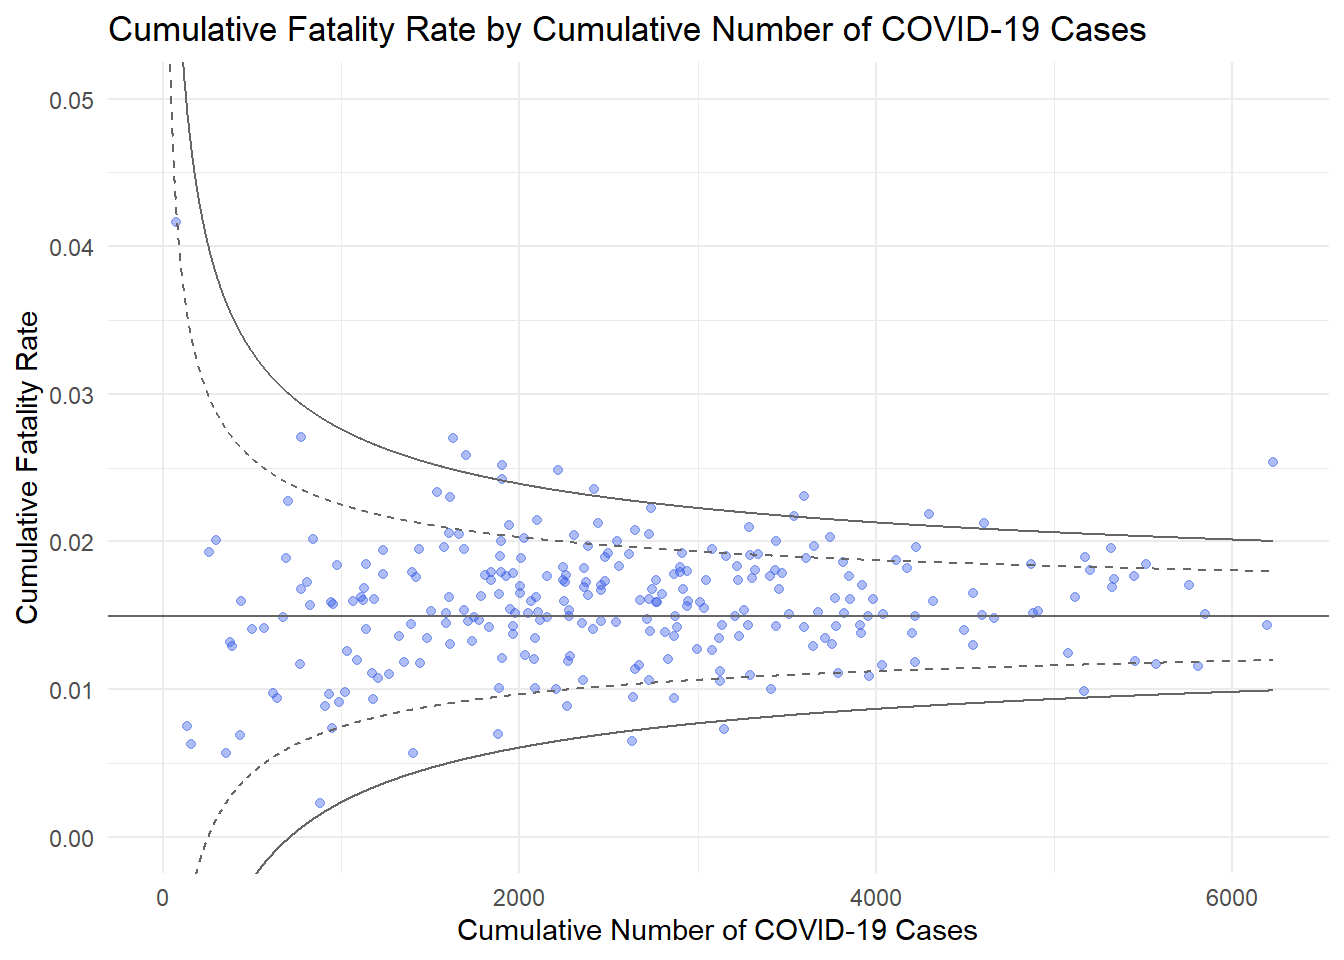 Cumulative Fatality Rate by Cumulative Number of COVID-19 Cases
0.05
0.04
0.03
0.02
0.01
0.00
Cumulative Fatality Rate
0 2000 4000 6000
Cumulative Number of COVID-19 Cases